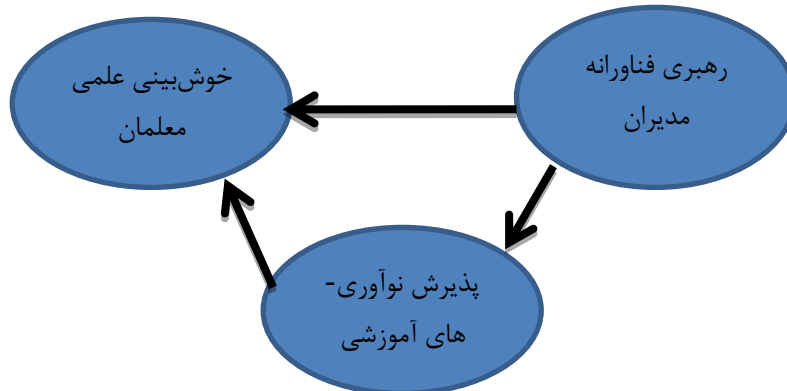 رهبری فناورانه
مدیران
خوش‌بینی علمی
معلمان
پذیرش نوآوری-
های آموزشی